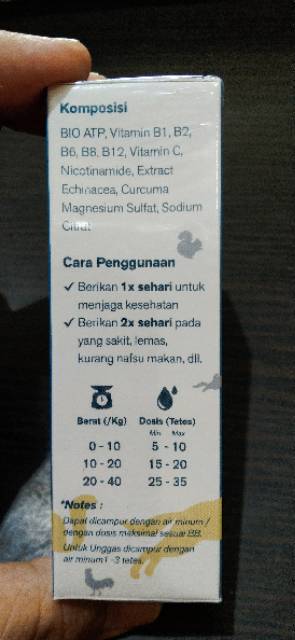 Komposisi
BIO ATP, Vitamin B1, B2,
B6, B8, B12, Vitamin C,
Nicotinamide, Extract
Echinacea, Curcuma
Magnesium Sulfat, Sodium
Citrat
Cara Penggunaan
✓ Berikan 1x sehari untuk
menjaga kesehatan
✓ Berikan 2x sehari pada
yang sakit, lemas,
kurang nafsu makan, dll.
Berat (/Kg) Dosis (Tetes)
Min Max
0 - 10 5 - 10
10 - 20 15 - 20
20 - 40 25 - 35
*Notes :
Dapat dicampur dengan air minum /
dengan dosis maksimal sesuai BB.
Untuk Unggas dicampur dengan
air minum 1 -3 tetes.